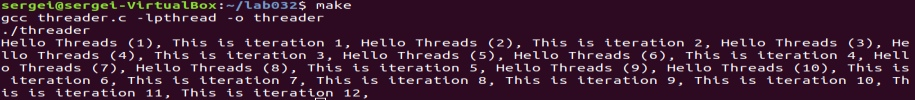 sergei@sergei-VirtualBox:~/lab032$ make
gcc threader.c -lpthread -o threader
./threader
Hello Threads (1), This is iteration 1, Hello Threads (2), This is iteration 2, Hello Threads (3), He
llo Threads (4), This is iteration 3, Hello Threads (5), Hello Threads (6), This is iteration 4, Hell
o Threads (7), Hello Threads (8), This is iteration 5, Hello Threads (9), Hello Threads (10), This is
 iteration 6, This is iteration 7, This is iteration 8, This is iteration 9, This is iteration 10, Th
is is iteration 11, This is iteration 12,